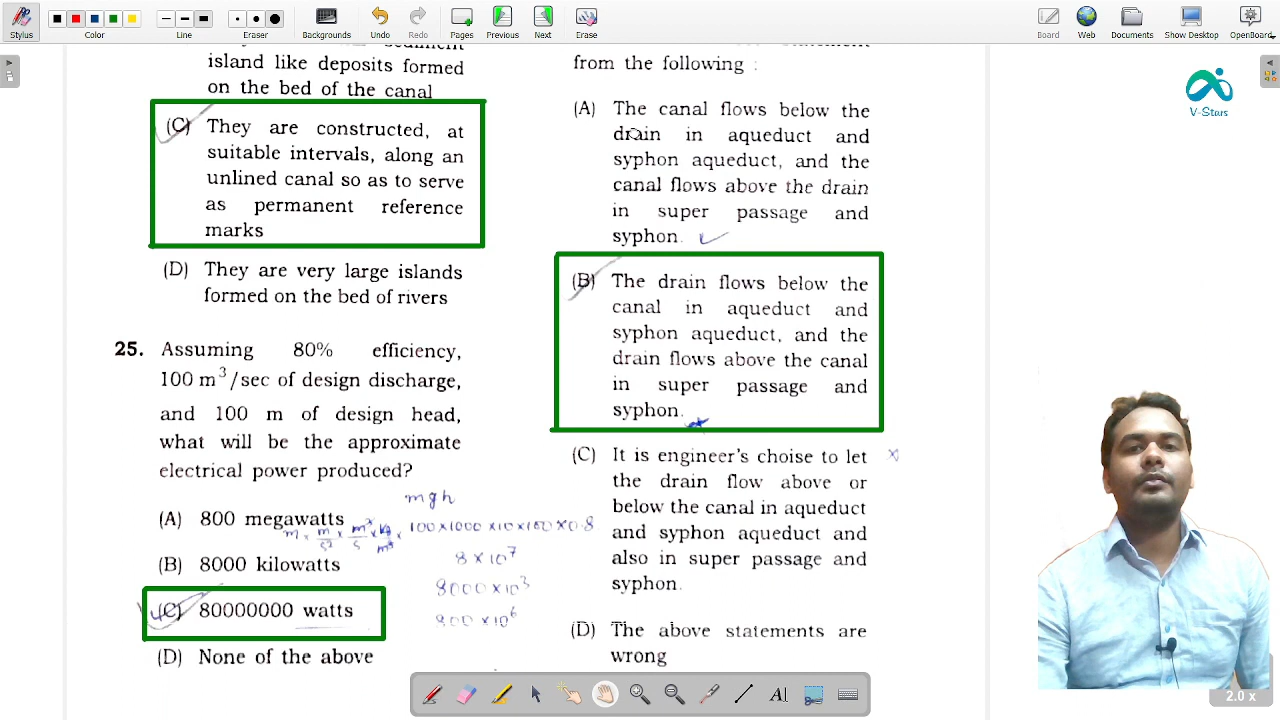 Stylus
Color
Line
Eraser
Backgrounds
Undo
Redo
Pages
Previous
Next
Erase
Board
Web
Documents
Show Desktop
OpenBoard
V-Stars
island like deposits formed
on the bed of the canal
(C) They are constructed, at
suitable intervals, along an
unlined canal so as to serve
as permanent reference
marks
(D) They are very large islands
formed on the bed of rivers
25. Assuming 80% efficiency,
100 m³/sec of design discharge,
and 100 m of design head,
what will be the approximate
electrical power produced?
mgh
(A) 800 megawatts
100×1000×10×100×0.8
(B) 8000 kilowatts
8×10⁷
8000×10³
(C) 80000000 watts
800×10⁶
(D) None of the above
from the following :
(A) The canal flows below the
drain in aqueduct and
syphon aqueduct, and the
canal flows above the drain
in super passage and
syphon.
(B) The drain flows below the
canal in aqueduct and
syphon aqueduct, and the
drain flows above the canal
in super passage and
syphon.
(C) It is engineer's choise to let
the drain flow above or
below the canal in aqueduct
and syphon aqueduct and
also in super passage and
syphon.
(D) The above statements are
wrong
2.0 x